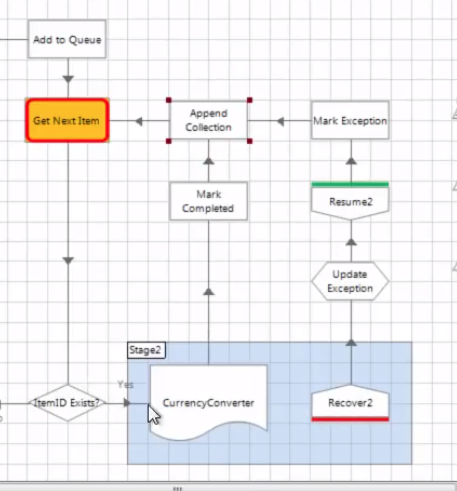 Add to Queue
Get Next Item
Append
Collection
Mark Exception
Mark
Completed
Resume2
Update
Exception
Stage2
Yes
ItemID Exists?
CurrencyConverter
Recover2